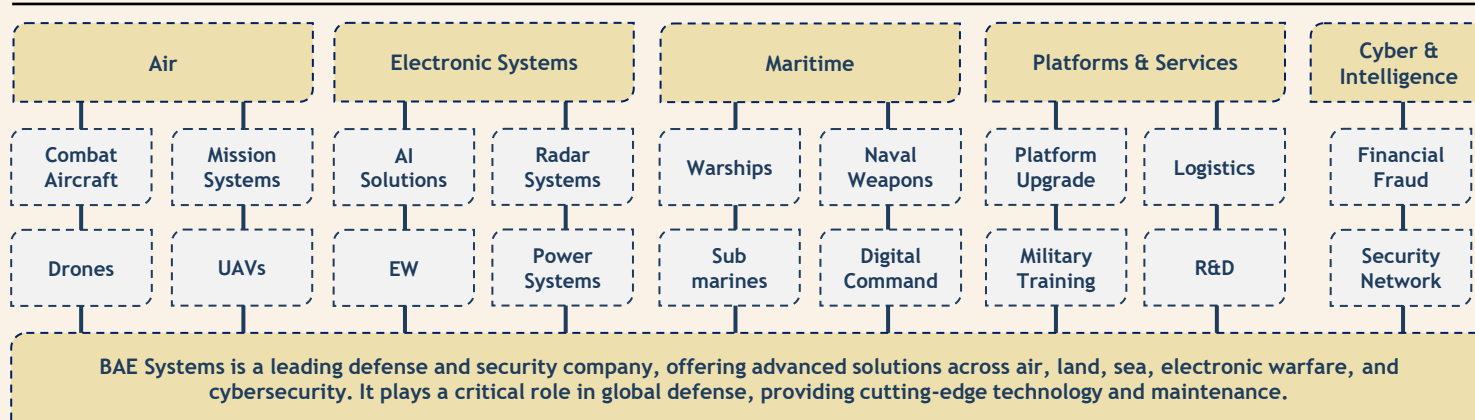 Air
Electronic Systems
Maritime
Platforms & Services
Cyber &
Intelligence
Combat
Aircraft
Mission
Systems
AI
Solutions
Radar
Systems
Warships
Naval
Weapons
Platform
Upgrade
Logistics
Financial
Fraud
Drones
UAVs
EW
Power
Systems
Sub
marines
Digital
Command
Military
Training
R&D
Security
Network
BAE Systems is a leading defense and security company, offering advanced solutions across air, land, sea, electronic warfare, and
cybersecurity. It plays a critical role in global defense, providing cutting-edge technology and maintenance.